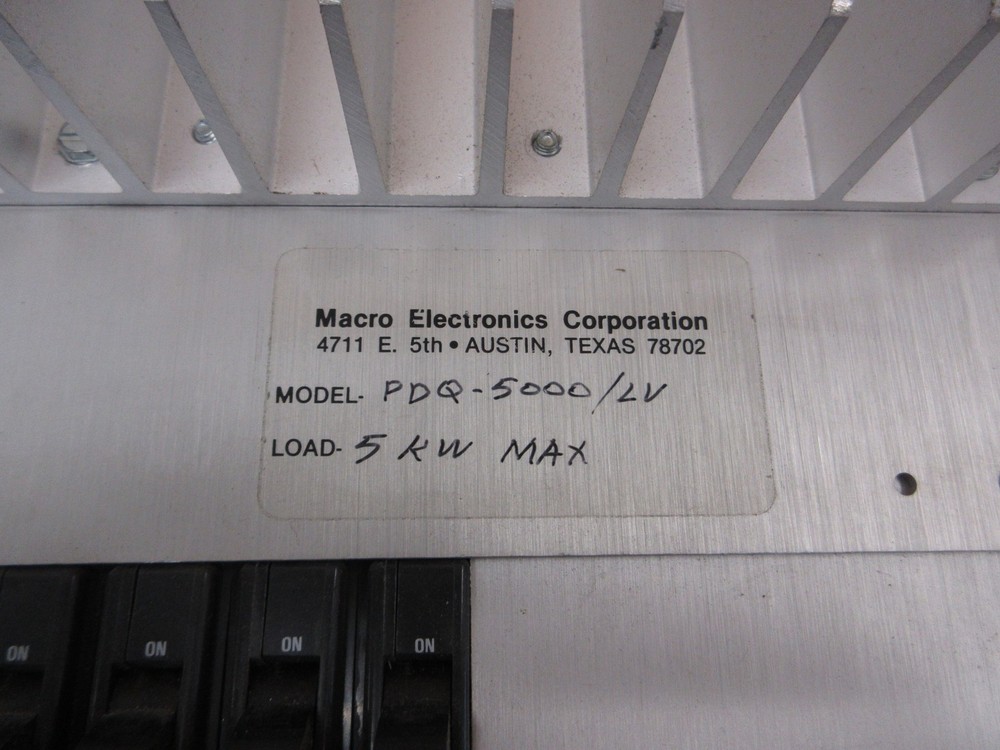 Macro Electronics Corporation
4711 E. 5th • AUSTIN, TEXAS 78702
MODEL- PDQ-5000/LV
LOAD- 5 KW MAX
ON ON ON ON